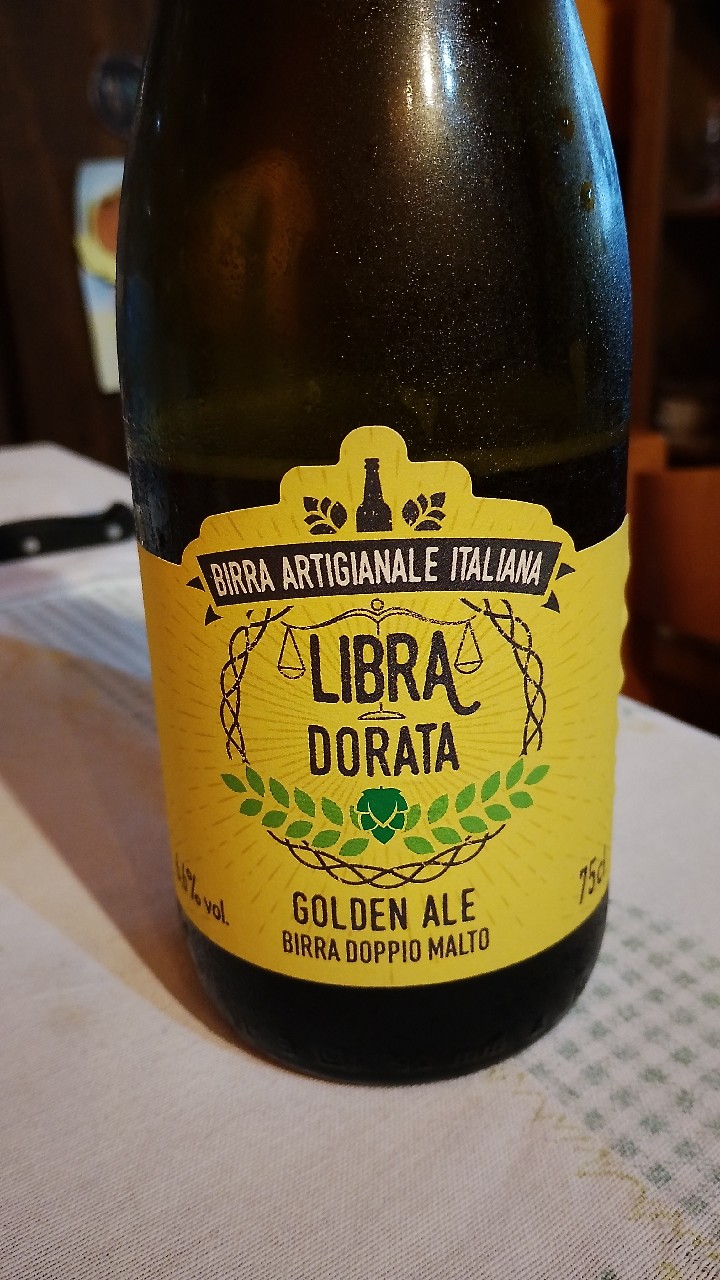 BIRRA ARTIGIANALE ITALIANA
LIBRA
DORATA
vol.
75cl
GOLDEN ALE
BIRRA DOPPIO MALTO